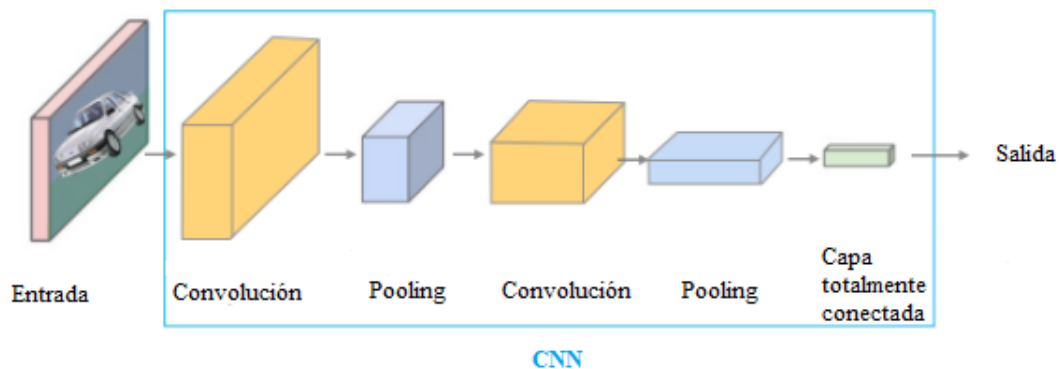 Entrada
Convolución
Pooling
Convolución
Pooling
Capa
totalmente
conectada
Salida
CNN